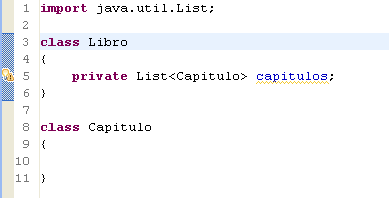 1 import java.util.List;
2
3 class Libro
4 {
5 private List<Capitulo> capitulos;
6 }
7
8 class Capitulo
9 {
10
11 }